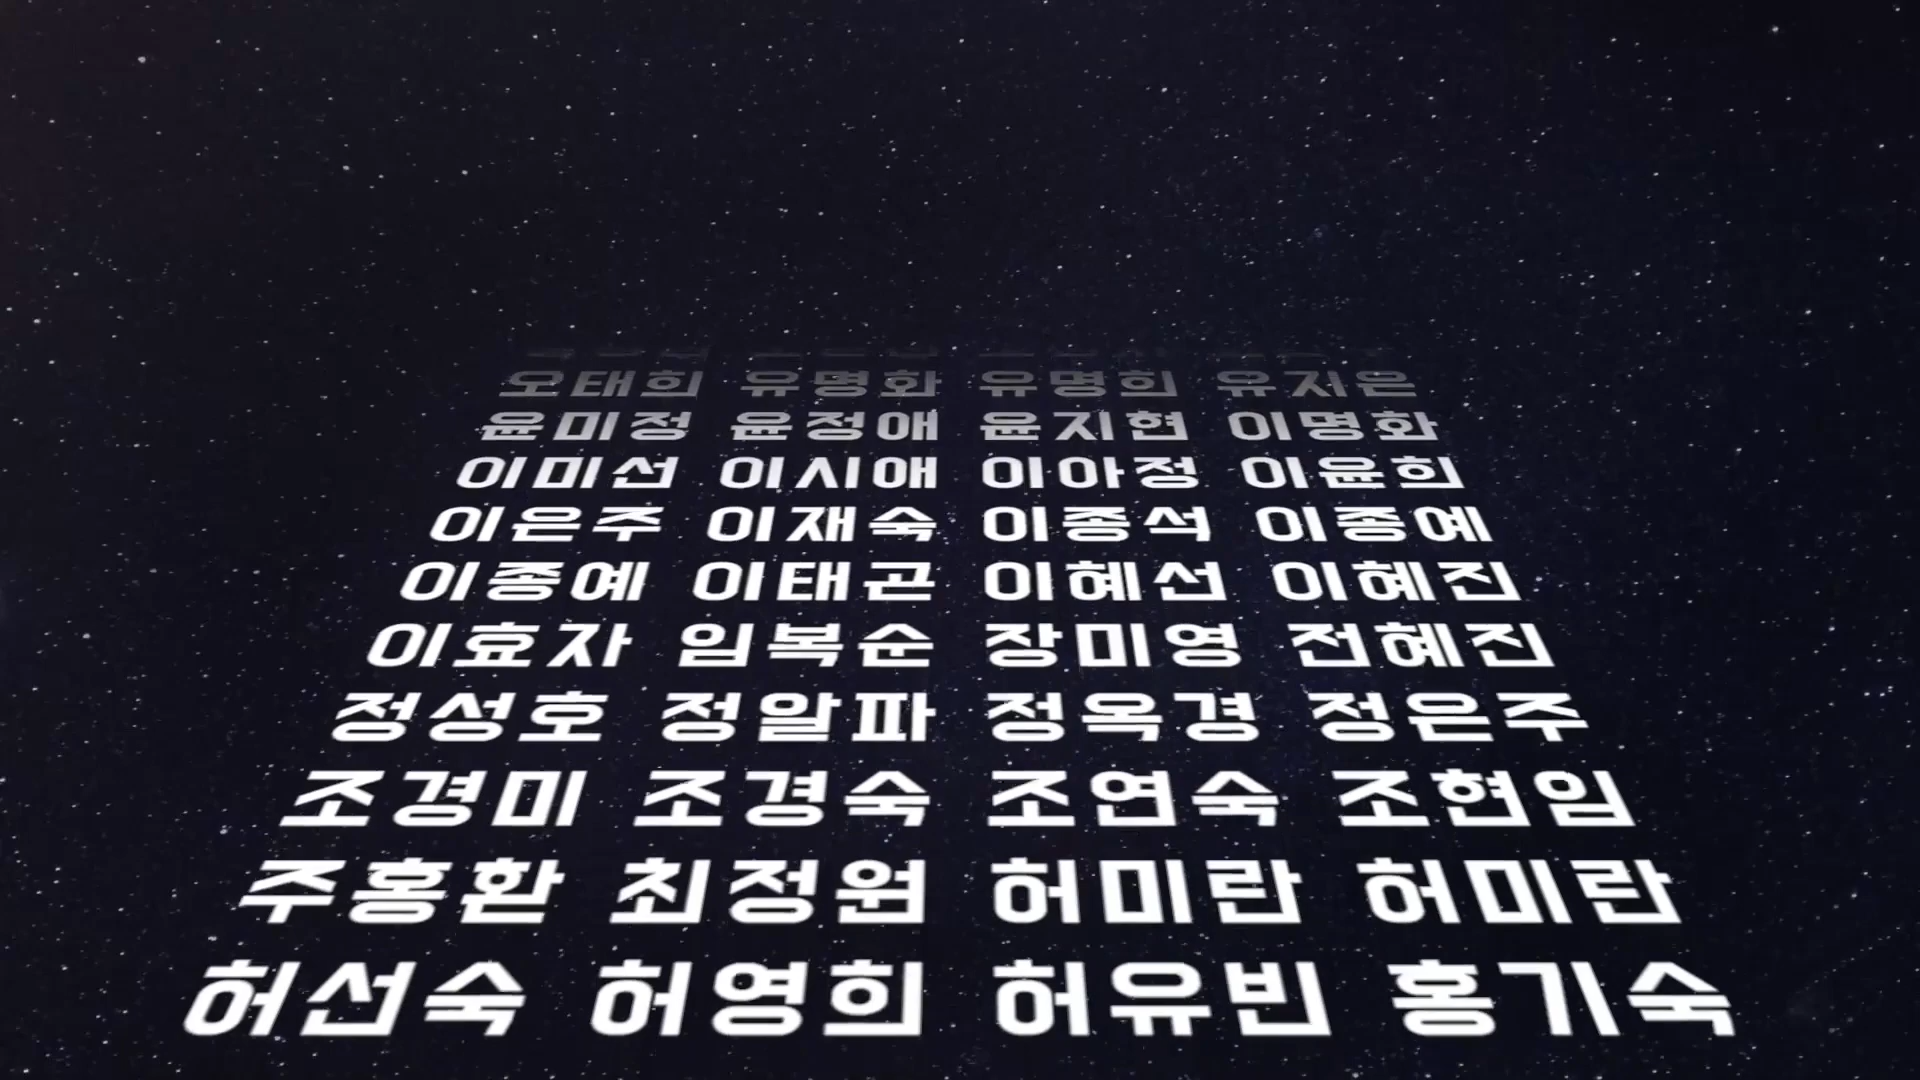 오태희 유명화 유명희 유지은
윤미정 윤정애 윤지현 이명화
이미선 이시애 이아정 이윤희
이은주 이재숙 이종석 이종예
이종예 이태곤 이혜선 이혜진
이효자 임복순 장미영 전혜진
정성호 정알파 정옥경 정은주
조경미 조경숙 조연숙 조현임
주홍환 최정원 허미란 허미란
허선숙 허영희 허유빈 홍기숙